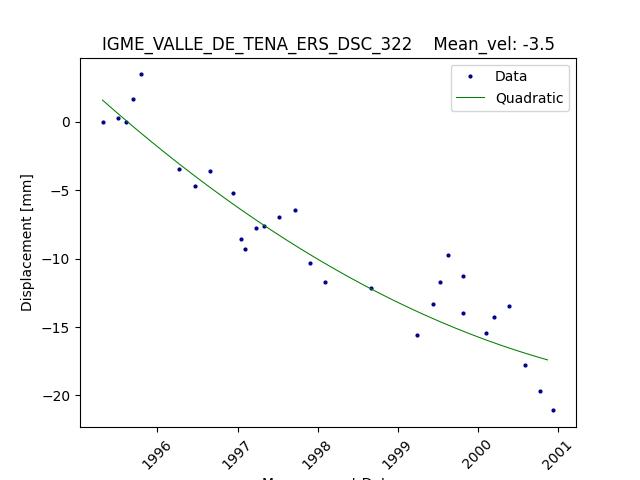 IGME_VALLE_DE_TENA_ERS_DSC_322    Mean_vel: -3.5
Data
Quadratic
Displacement [mm]
0
−5
−10
−15
−20
1996
1997
1998
1999
2000
2001